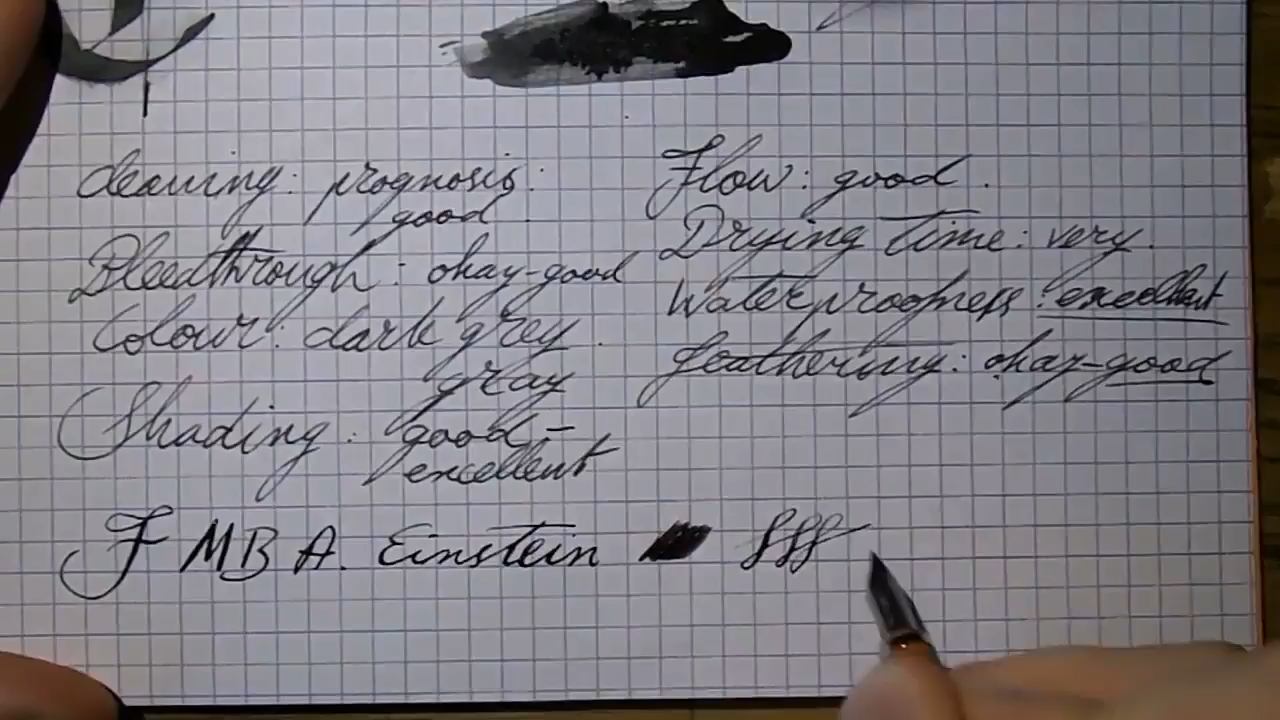 cleaning: prognosis:
good
Bleedthrough: okay-good
Colour: dark grey.
gray
Shading: good -
excellent
Flow: good.
Drying Time: very.
Waterproofness: excellent
feathering: okay-good
F MB A. Einstein fff